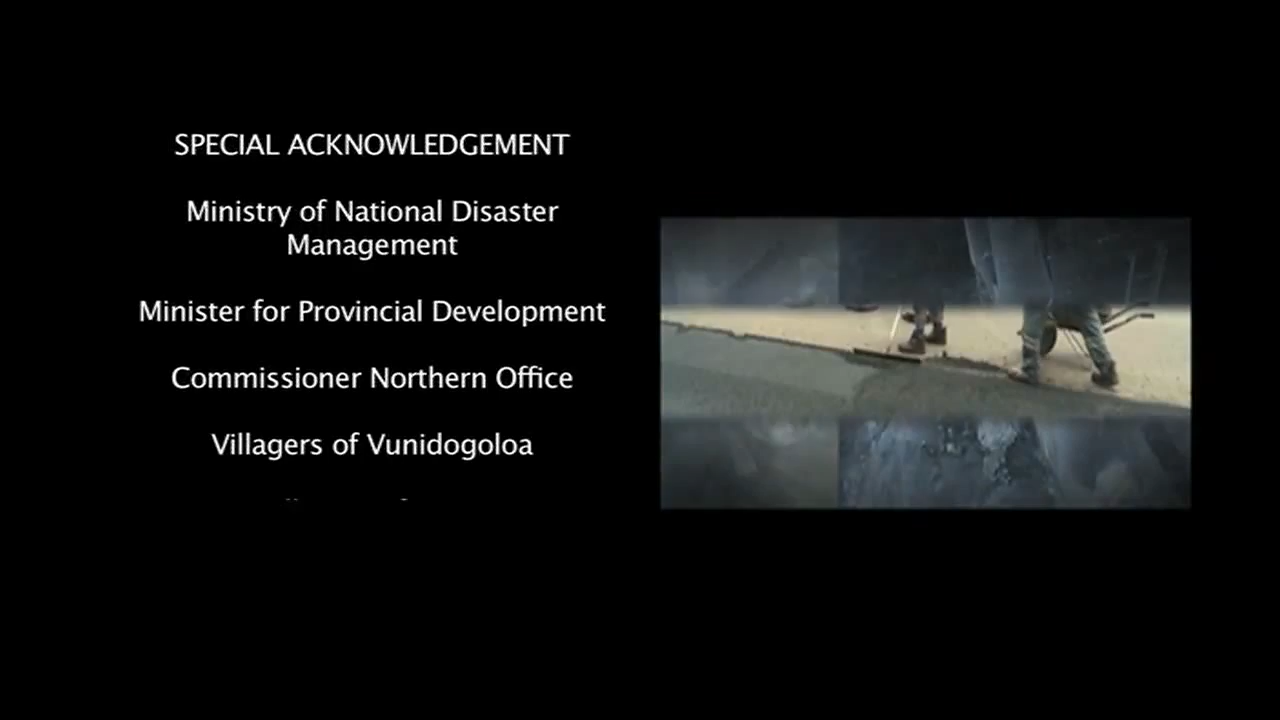 SPECIAL ACKNOWLEDGEMENT
Ministry of National Disaster
Management
Minister for Provincial Development
Commissioner Northern Office
Villagers of Vunidogoloa